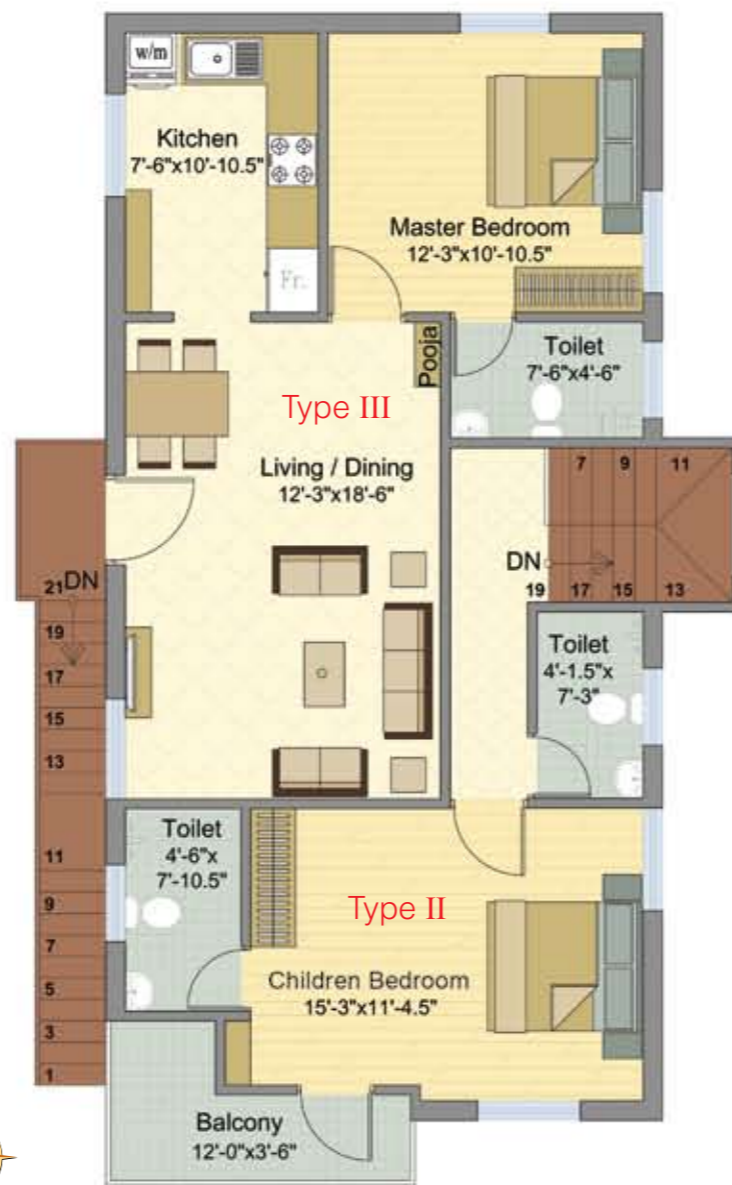 w/m
Kitchen
7'-6"x10'-10.5"
Fr.
Master Bedroom
12'-3"x10'-10.5"
Pooja
Toilet
7'-6"x4'-6"
Type III
Living / Dining
12'-3"x18'-6"
7 9 11
DN
19 17 15 13
21 DN
19
17
15
13
11
9
7
5
3
1
Toilet
4'-1.5"x
7'-3"
Toilet
4'-6"x
7'-10.5"
Type II
Children Bedroom
15'-3"x11'-4.5"
Balcony
12'-0"x3'-6"